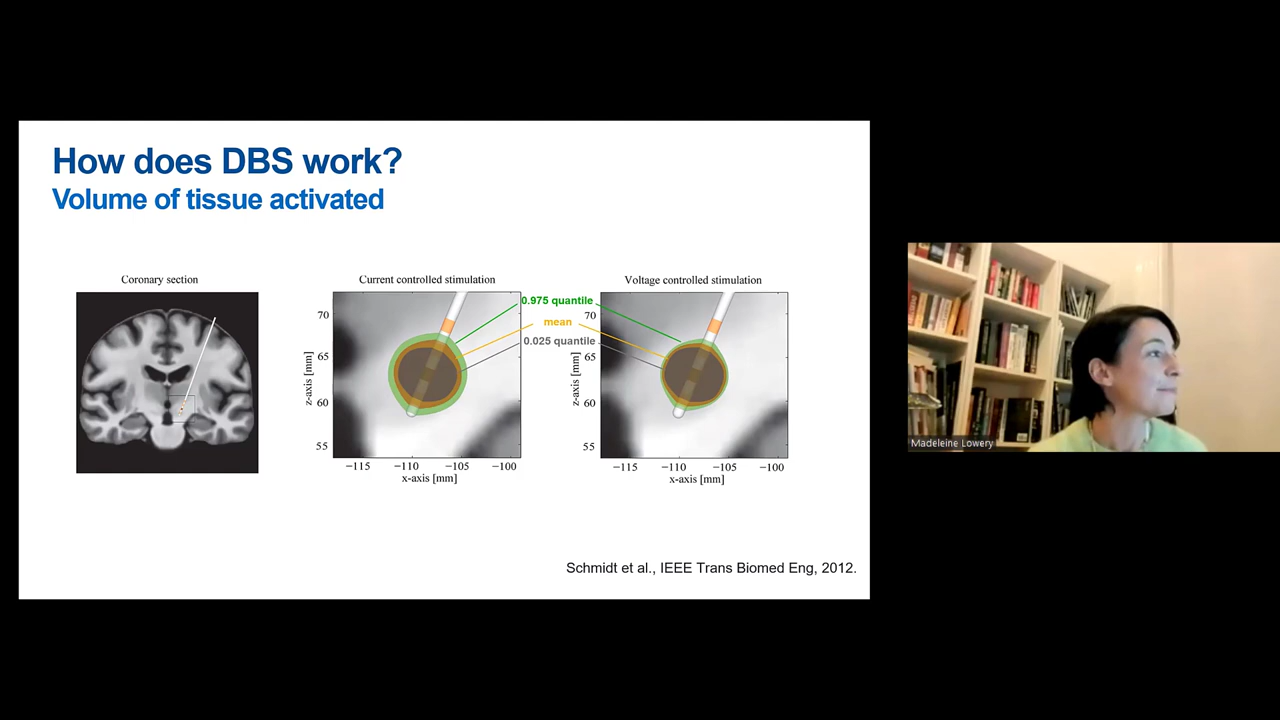 How does DBS work?
Volume of tissue activated
Coronary section
Current controlled stimulation
Voltage controlled stimulation
0.975 quantile
mean
0.025 quantile
z-axis [mm]
70
65
60
55
−115 −110 −105 −100
x-axis [mm]
z-axis [mm]
70
65
60
55
−115 −110 −105 −100
x-axis [mm]
Schmidt et al., IEEE Trans Biomed Eng, 2012.
Madeleine Lowery